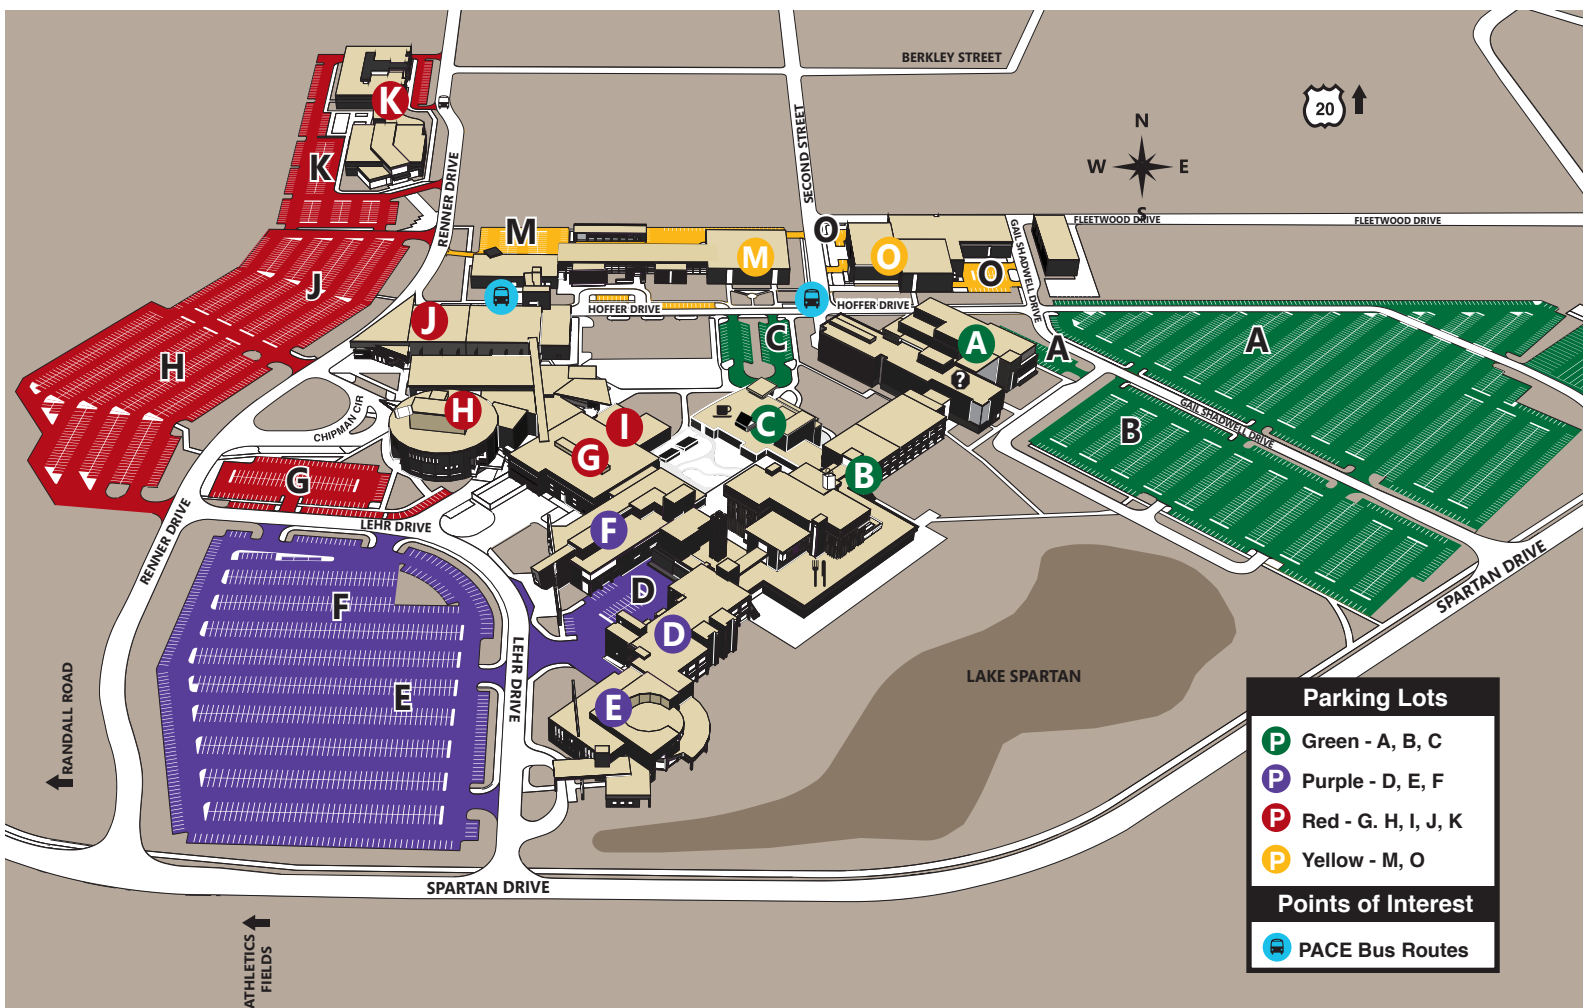 BERKLEY STREET
20
K
N
W
E
S
SECOND STREET
K
RENNER DRIVE
FLEETWOOD DRIVE
FLEETWOOD DRIVE
GAIL SHADWELL DRIVE
M
O
M
O
O
J
HOFFER DRIVE
HOFFER DRIVE
J
C
A
A
A
?
H
GAIL SHADWELL DRIVE
CHIPMAN CIR
H
I
C
B
G
G
B
LEHR DRIVE
F
RENNER DRIVE
SPARTAN DRIVE
F
D
D
LEHR DRIVE
E
E
LAKE SPARTAN
RANDALL ROAD
SPARTAN DRIVE
ATHLETICS
FIELDS
Parking Lots
P Green - A, B, C
P Purple - D, E, F
P Red - G. H, I, J, K
P Yellow - M, O
Points of Interest
PACE Bus Routes